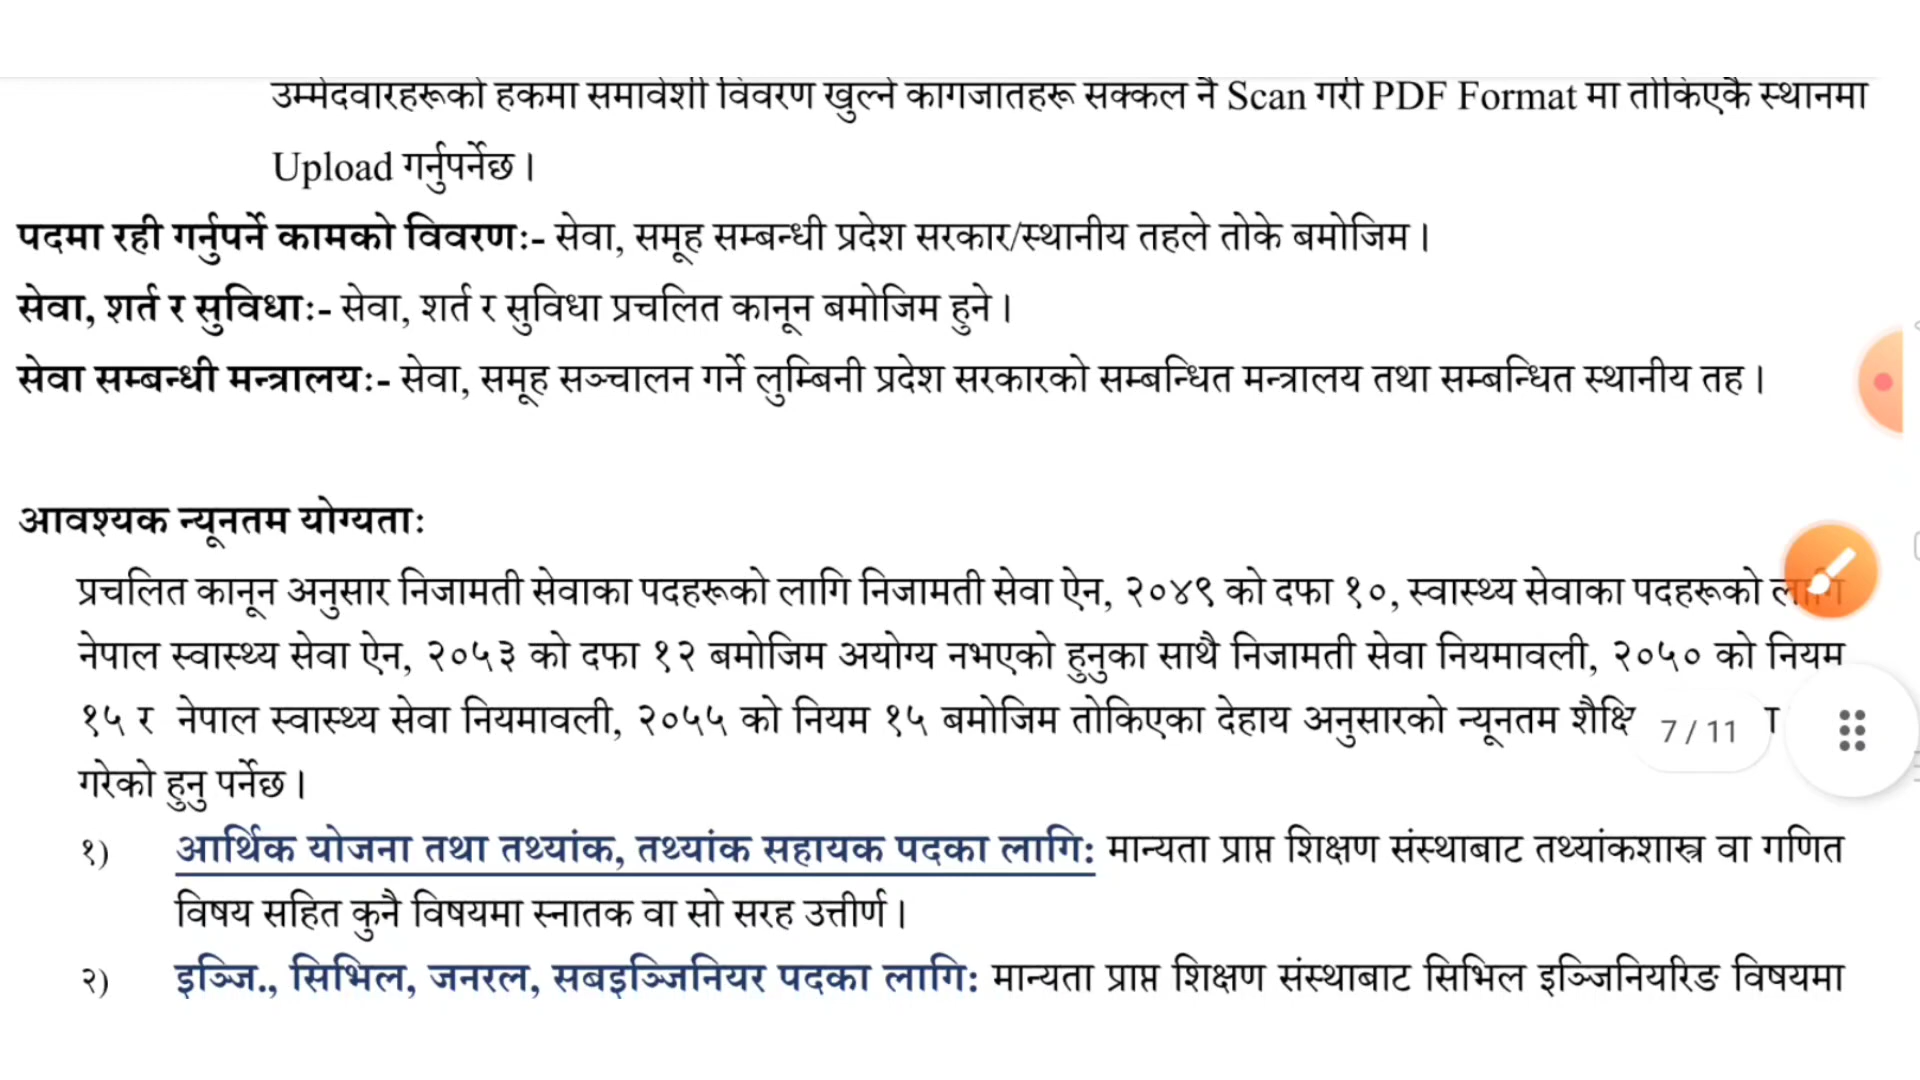 उम्मेदवारहरूको हकमा समावेशी विवरण खुल्ने कागजातहरू सक्कल नै Scan गरी PDF Format मा तोकिएकै स्थानमा
Upload गर्नुपर्नेछ।
पदमा रही गर्नुपर्ने कामको विवरणः- सेवा, समूह सम्बन्धी प्रदेश सरकार/स्थानीय तहले तोके बमोजिम।
सेवा, शर्त र सुविधाः- सेवा, शर्त र सुविधा प्रचलित कानून बमोजिम हुने।
सेवा सम्बन्धी मन्त्रालयः- सेवा, समूह सञ्चालन गर्ने लुम्बिनी प्रदेश सरकारको सम्बन्धित मन्त्रालय तथा सम्बन्धित स्थानीय तह।
आवश्यक न्यूनतम योग्यताः
प्रचलित कानून अनुसार निजामती सेवाका पदहरूको लागि निजामती सेवा ऐन, २०४९ को दफा १०, स्वास्थ्य सेवाका पदहरूको लागि
नेपाल स्वास्थ्य सेवा ऐन, २०५३ को दफा १२ बमोजिम अयोग्य नभएको हुनुका साथै निजामती सेवा नियमावली, २०५० को नियम
१५ र नेपाल स्वास्थ्य सेवा नियमावली, २०५५ को नियम १५ बमोजिम तोकिएका देहाय अनुसारको न्यूनतम 7 / 11
गरेको हुनु पर्नेछ।
१) आर्थिक योजना तथा तथ्यांक, तथ्यांक सहायक पदका लागि: मान्यता प्राप्त शिक्षण संस्थाबाट तथ्यांकशास्त्र वा गणित
विषय सहित कुनै विषयमा स्नातक वा सो सरह उत्तीर्ण।
२) इञ्जि., सिभिल, जनरल, सबइञ्जिनियर पदका लागि: मान्यता प्राप्त शिक्षण संस्थाबाट सिभिल इञ्जिनियरिङ विषयमा